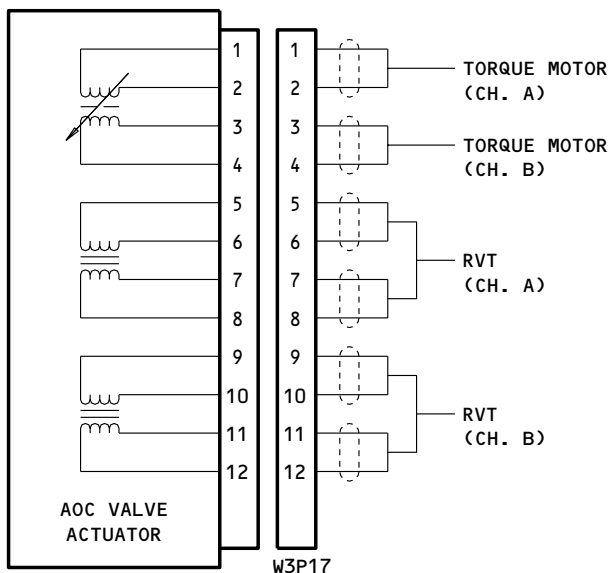 1 1
2 2
TORQUE MOTOR
(CH. A)
3 3
4 4
TORQUE MOTOR
(CH. B)
5 5
6 6
7 7
8 8
RVT
(CH. A)
9 9
10 10
11 11
12 12
RVT
(CH. B)
AOC VALVE
ACTUATOR
W3P17